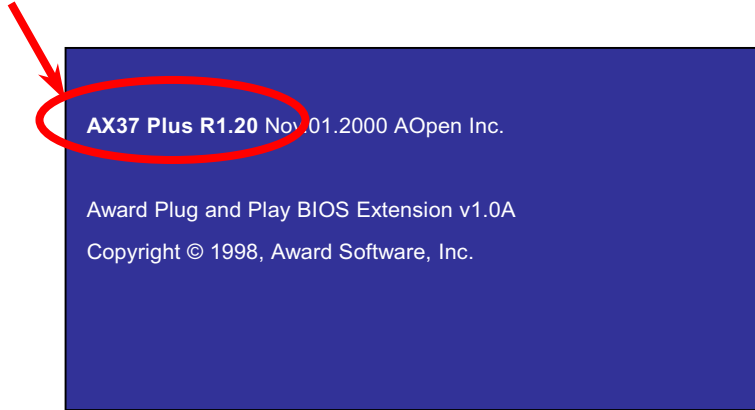 AX37 Plus R1.20 Nov.01.2000 AOpen Inc.
Award Plug and Play BIOS Extension v1.0A
Copyright © 1998, Award Software, Inc.